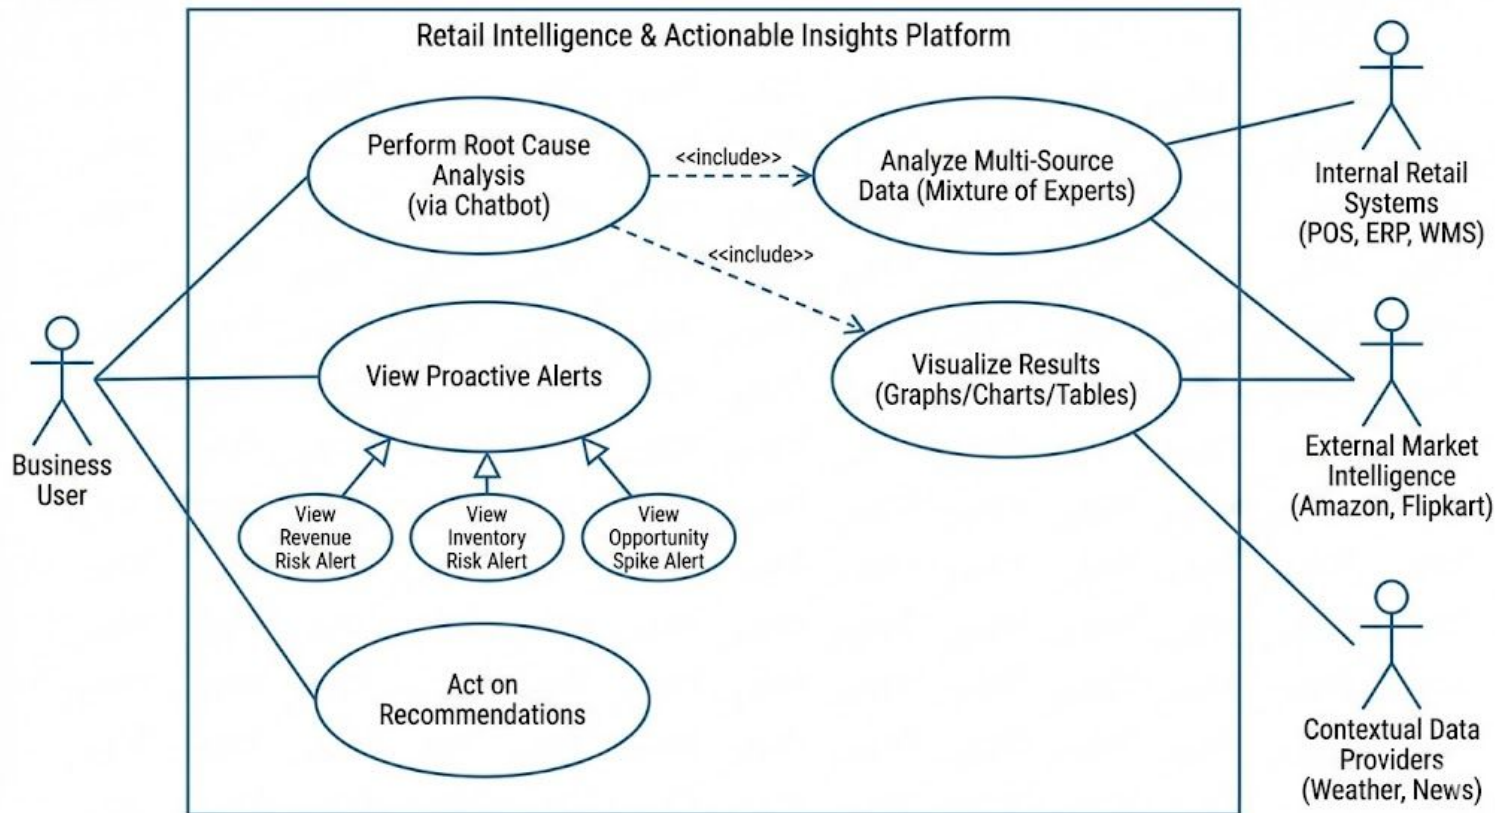 Retail Intelligence & Actionable Insights Platform
Perform Root Cause
Analysis
(via Chatbot)
<<include>>
Analyze Multi-Source
Data (Mixture of Experts)
Internal Retail
Systems
(POS, ERP, WMS)
<<include>>
View Proactive Alerts
Visualize Results
(Graphs/Charts/Tables)
Business
User
External Market
Intelligence
(Amazon, Flipkart)
View
Revenue
Risk Alert
View
Inventory
Risk Alert
View
Opportunity
Spike Alert
Act on
Recommendations
Contextual Data
Providers
(Weather, News)